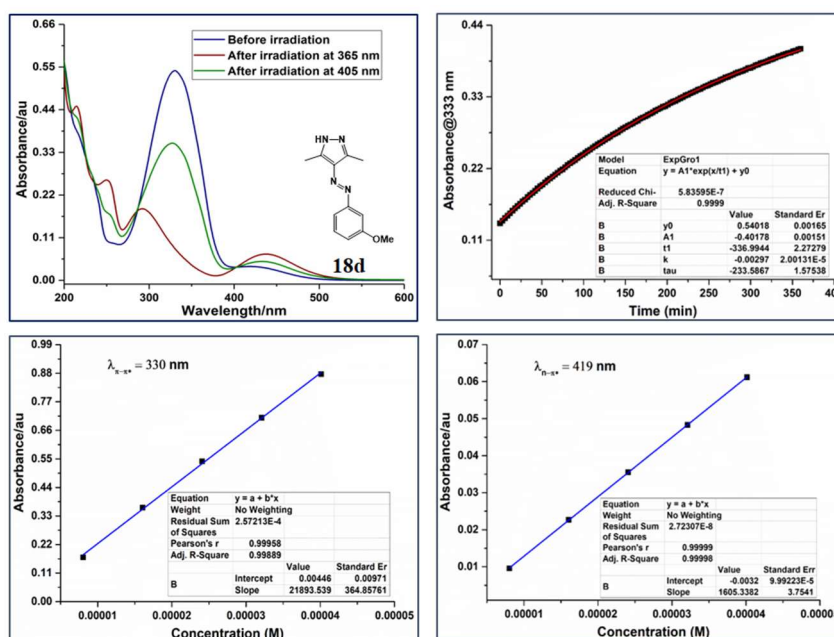 0.66
0.55
0.44
0.33
0.22
0.11
0.00
Absorbance/au
Before irradiation
After irradiation at 365 nm
After irradiation at 405 nm
HN N
N
N
OMe
18d
200 300 400 500 600
Wavelength/nm
0.44
0.33
0.22
0.11
Absorbance@333 nm
Model ExpGro1
Equation y = A1*exp(x/t1) + y0
Reduced Chi- 5.83595E-7
Adj. R-Square 0.9999
Value Standard Er
B y0 0.54018 0.00165
B A1 -0.40178 0.00151
B t1 -336.9944 2.27279
B k -0.00297 2.00131E-5
B tau -233.5867 1.57538
0 50 100 150 200 250 300 350 400
Time (min)
0.99
0.88
0.77
0.66
0.55
0.44
0.33
0.22
0.11
0.00
Absorbance/au
λπ-π* = 330 nm
Equation y = a + b*x
Weight No Weighting
Residual Sum 2.57213E-4
of Squares
Pearson's r 0.99958
Adj. R-Square 0.99889
Value Standard Er
B Intercept 0.00446 0.00971
Slope 21893.539 364.85761
0.00001 0.00002 0.00003 0.00004 0.00005
Concentration (M)
0.07
0.06
0.05
0.04
0.03
0.02
0.01
0.00
Absorbance/au
λn-π* = 419 nm
Equation y = a + b*x
Weight No Weighting
Residual Sum 2.72307E-8
of Squares
Pearson's r 0.99999
Adj. R-Square 0.99998
Value Standard Err
B Intercept -0.0032 9.99223E-5
Slope 1605.3382 3.7541
0.00001 0.00002 0.00003 0.00004
Concentration (M)